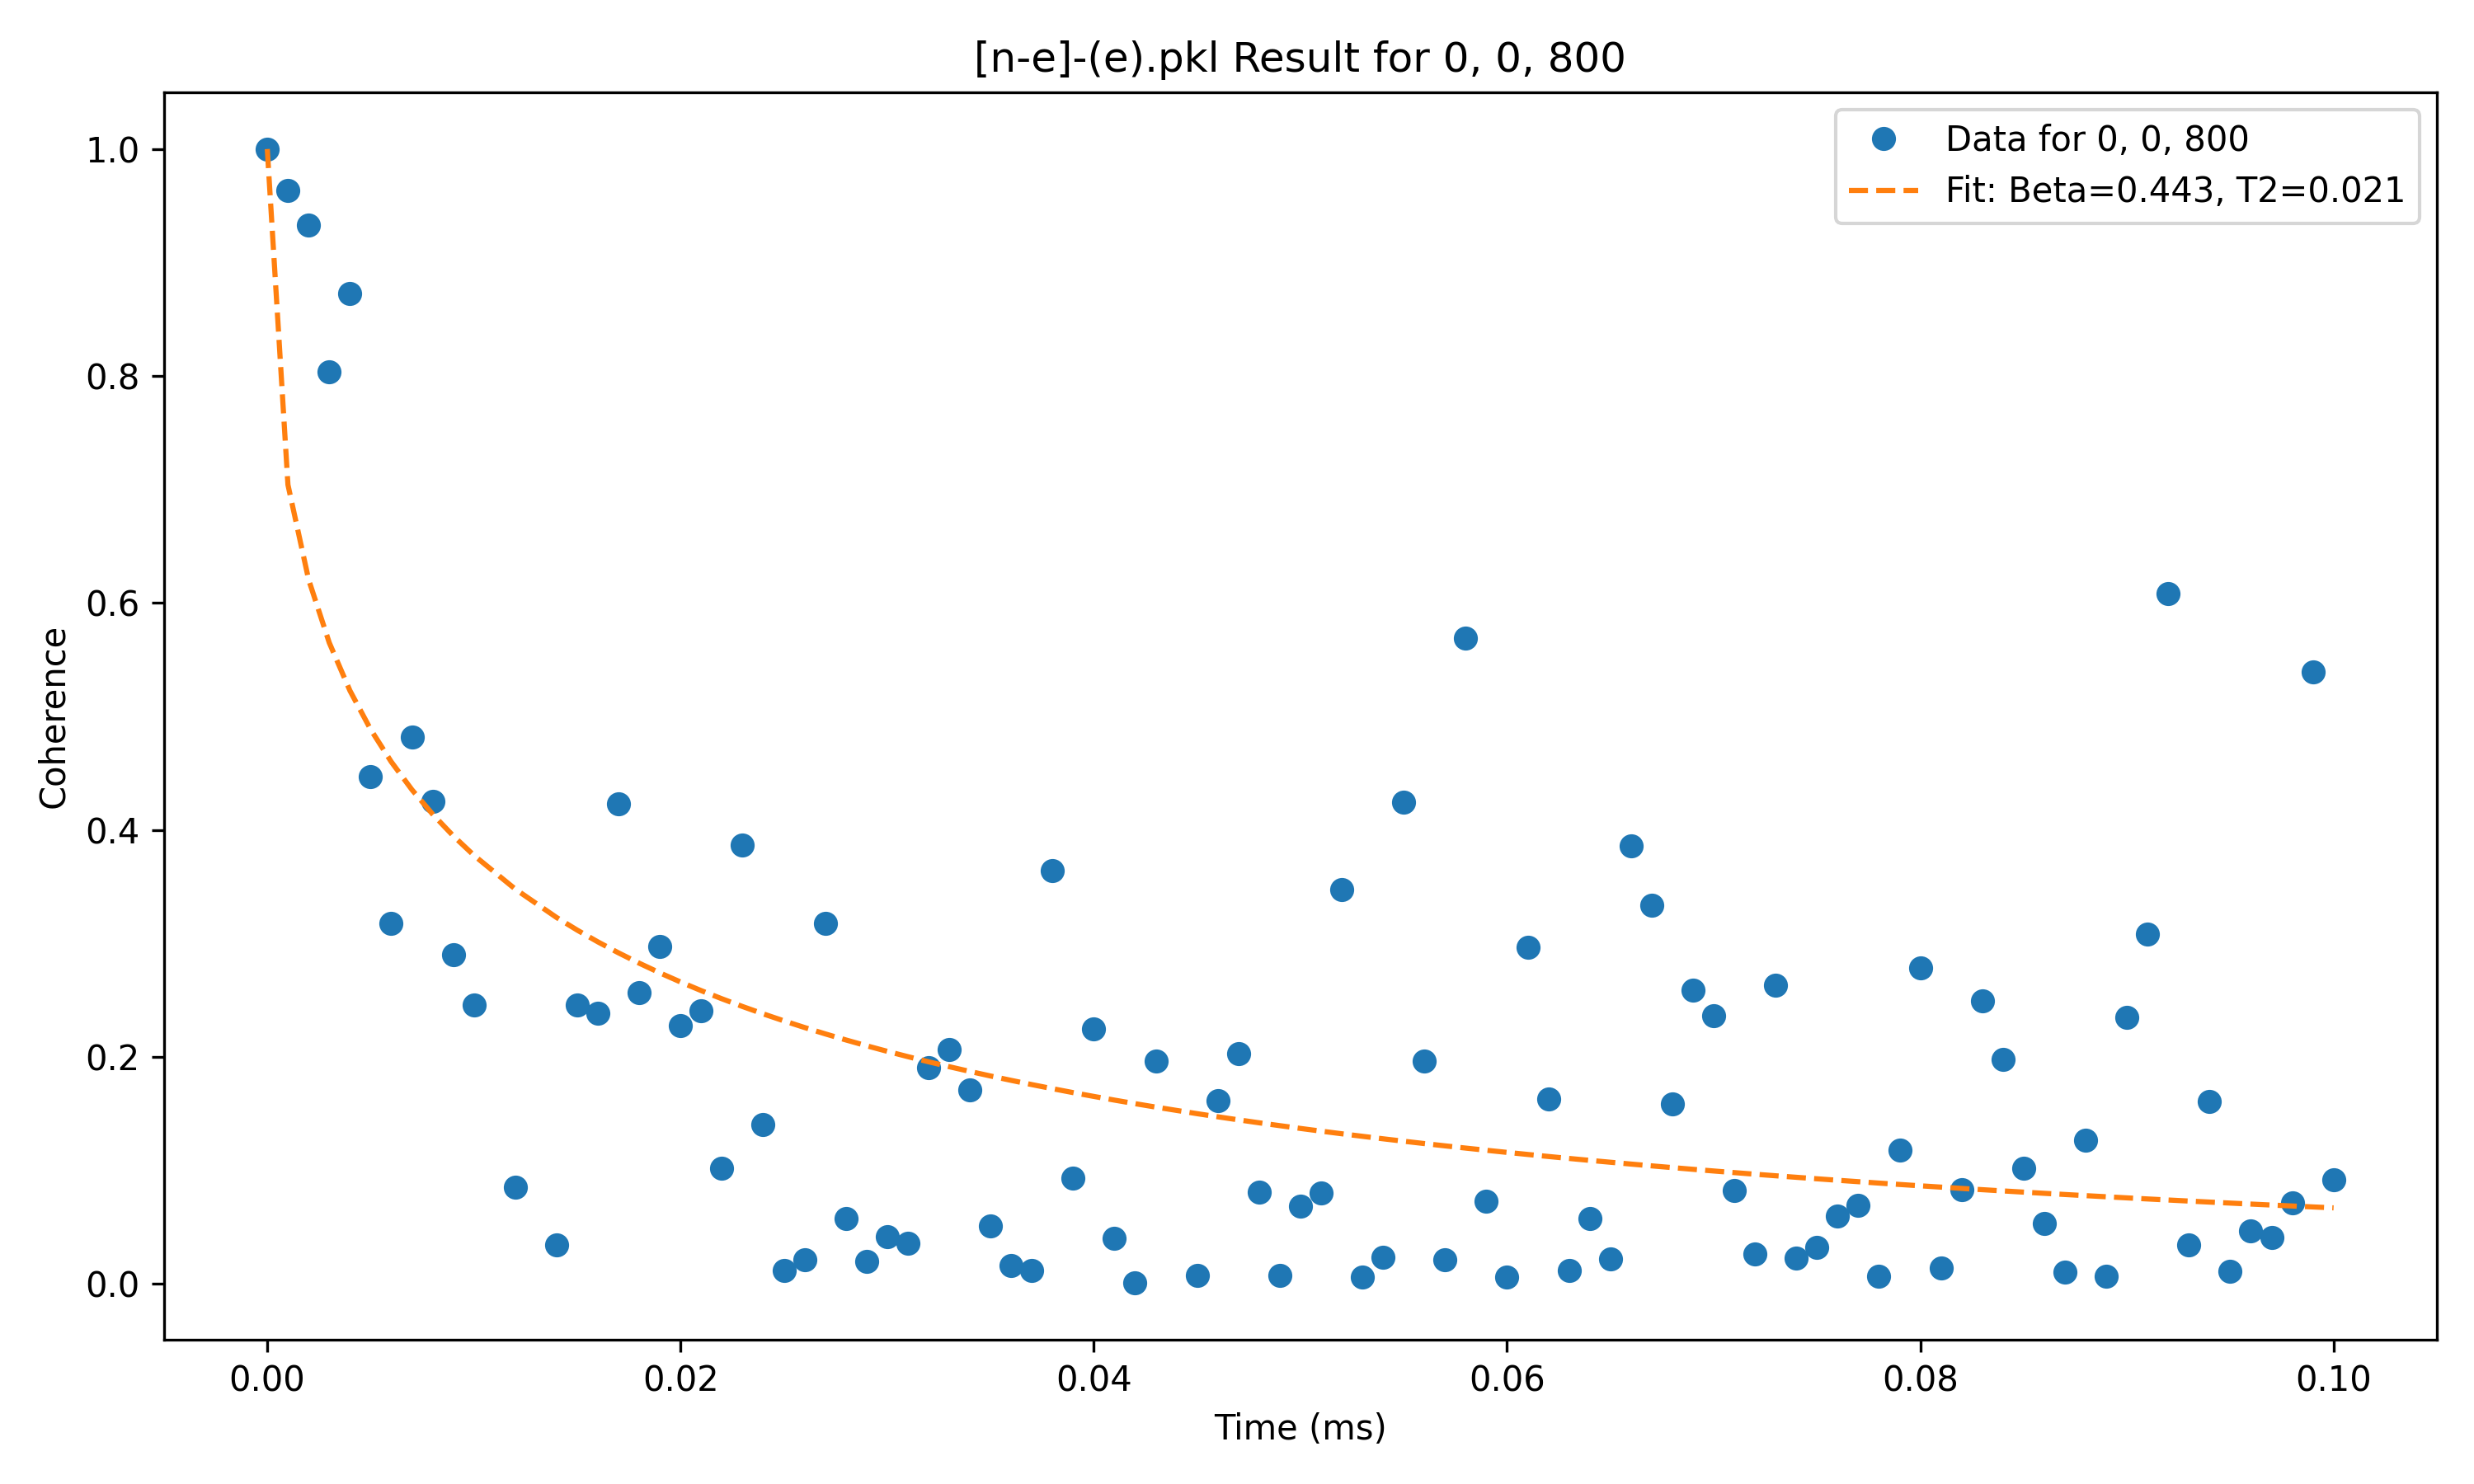 [n-e]-(e).pkl Result for 0, 0, 800
Data for 0, 0, 800
Fit: Beta=0.443, T2=0.021
Coherence
1.0
0.8
0.6
0.4
0.2
0.0
0.00 0.02 0.04 0.06 0.08 0.10
Time (ms)